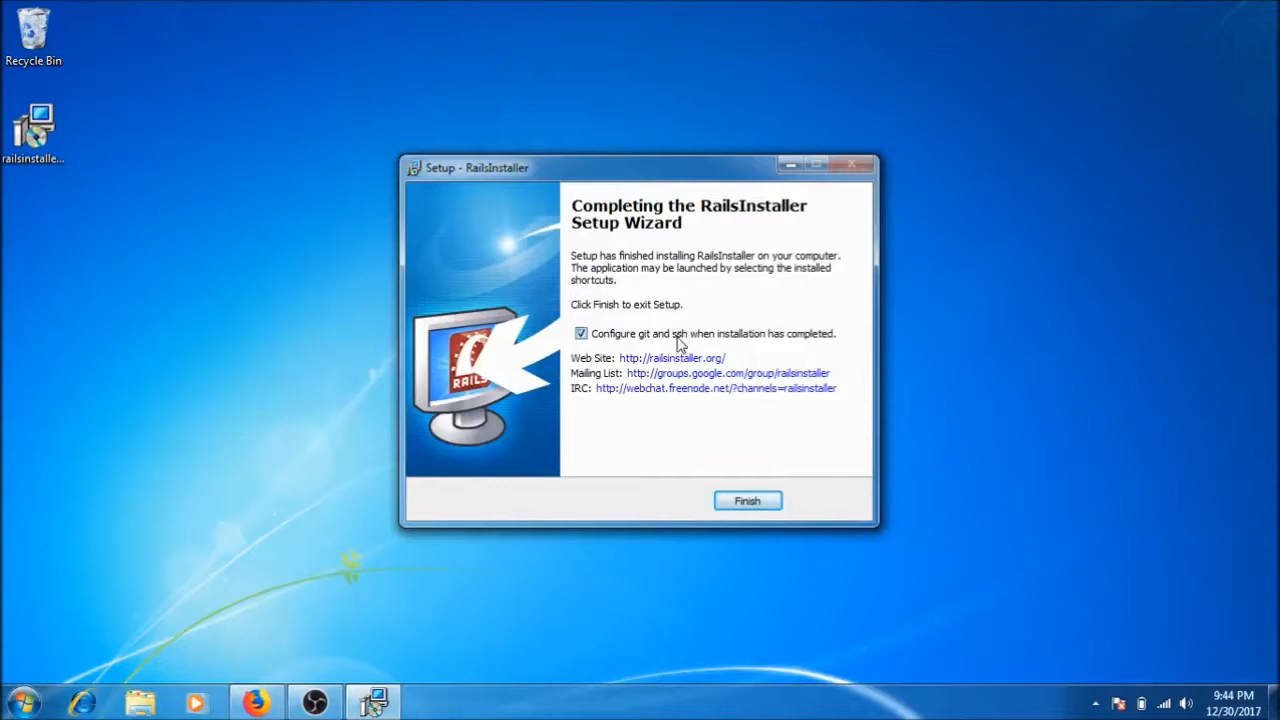 Recycle Bin
railsinstalle...
Setup - RailsInstaller
Completing the RailsInstaller
Setup Wizard
Setup has finished installing RailsInstaller on your computer.
The application may be launched by selecting the installed
shortcuts.
Click Finish to exit Setup.
Configure git and ssh when installation has completed.
Web Site: http://railsinstaller.org/
Mailing List: http://groups.google.com/group/railsinstaller
IRC: http://webchat.freenode.net/?channels=railsinstaller
RAILS
Finish
9:44 PM
12/30/2017